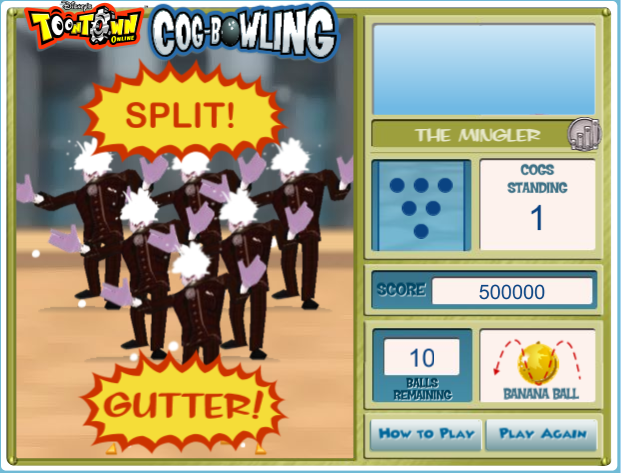 Disney's
TOONTOWN
ONLINE
COG-BOWLING
SPLIT!
THE MINGLER
COGS
STANDING
1
SCORE 500000
10
BALLS
REMAINING
BANANA BALL
GUTTER!
HOW TO PLAY
PLAY AGAIN